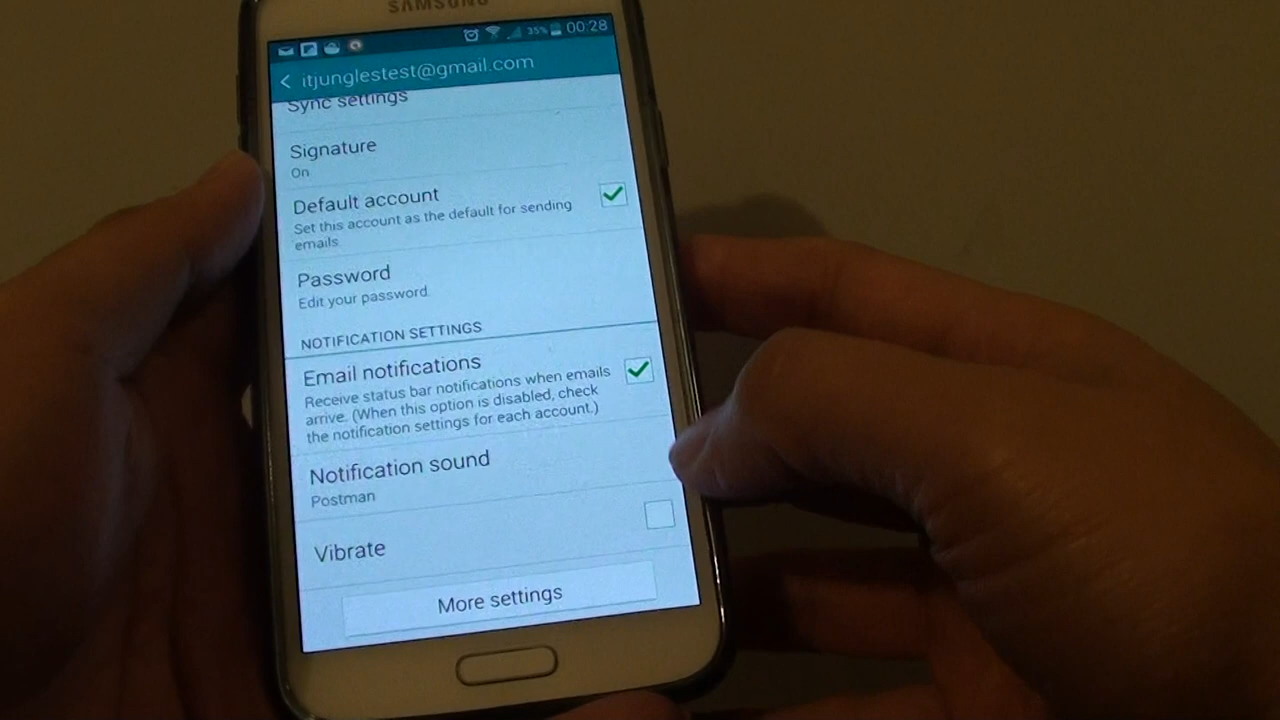 SAMSUNG
35% 00:28
itjunglestest@gmail.com
Sync settings
Signature
On
Default account
Set this account as the default for sending
emails
Password
Edit your password
NOTIFICATION SETTINGS
Email notifications
Receive status bar notifications when emails
arrive. (When this option is disabled, check
the notification settings for each account.)
Notification sound
Postman
Vibrate
More settings